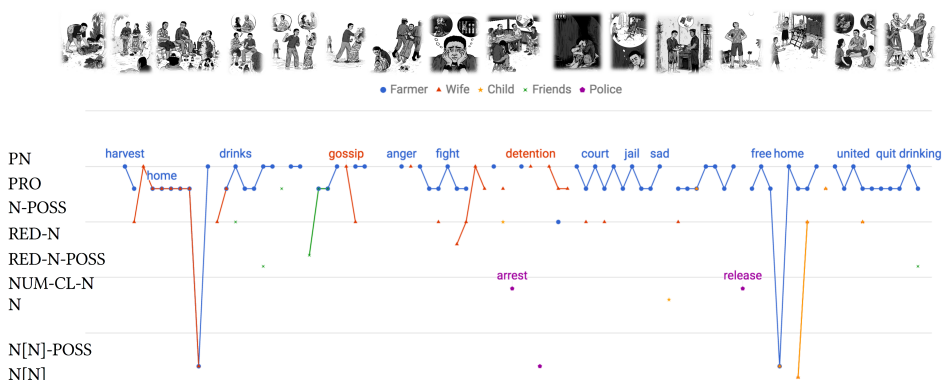 Farmer Wife Child Friends Police
harvest drinks gossip anger fight detention court jail sad free home united quit drinking
PN
home
PRO
N-POSS
RED-N
RED-N-POSS
arrest release
NUM-CL-N
N
N[N]-POSS
N[N]